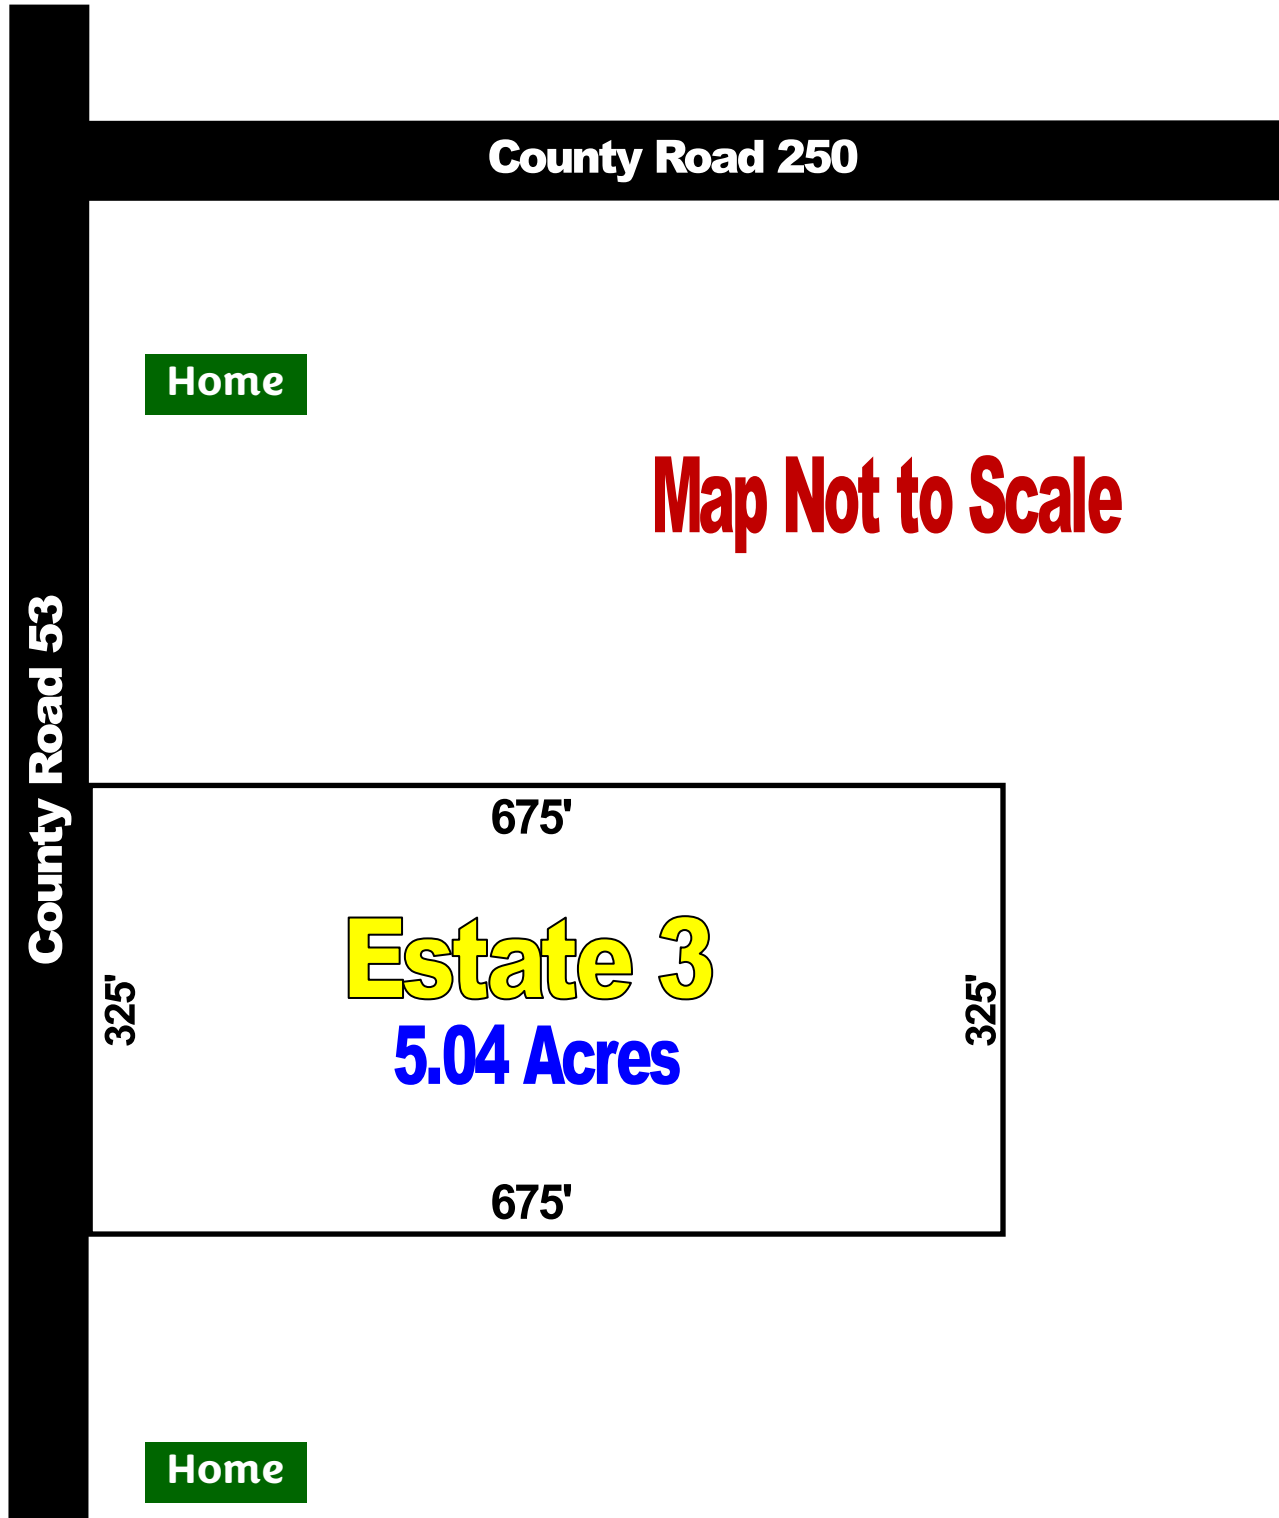 County Road 250
Home
Map Not to Scale
County Road 53
675'
Estate 3
325'
325'
5.04 Acres
675'
Home